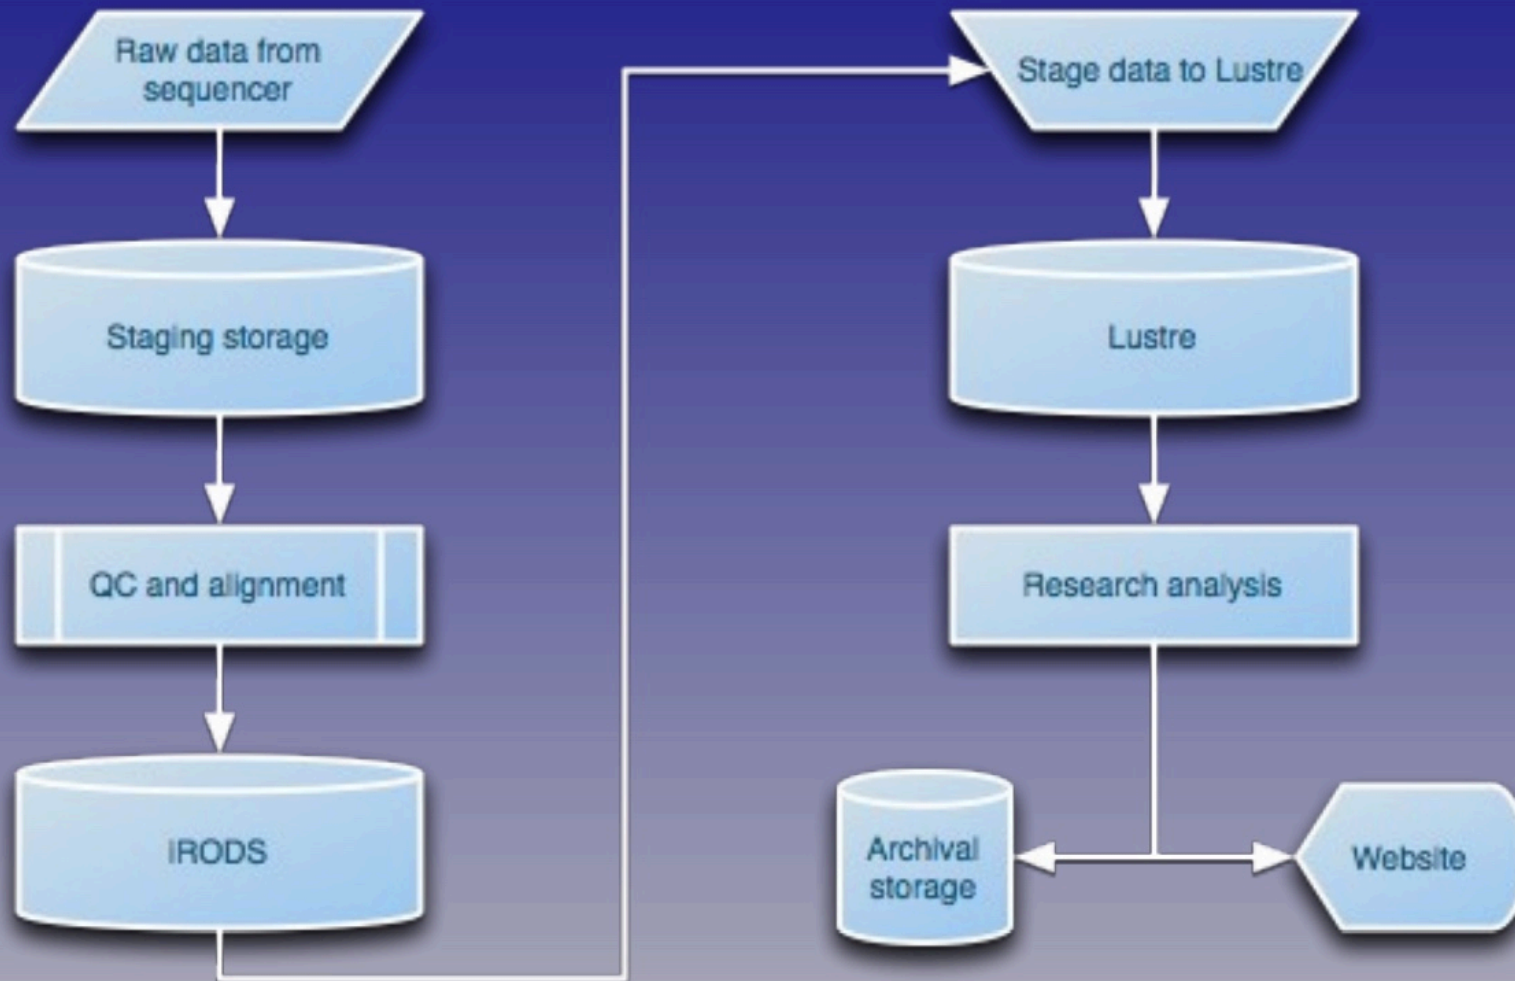 Raw data from
sequencer
Staging storage
QC and alignment
iRODS
Stage data to Lustre
Lustre
Research analysis
Archival
storage
Website